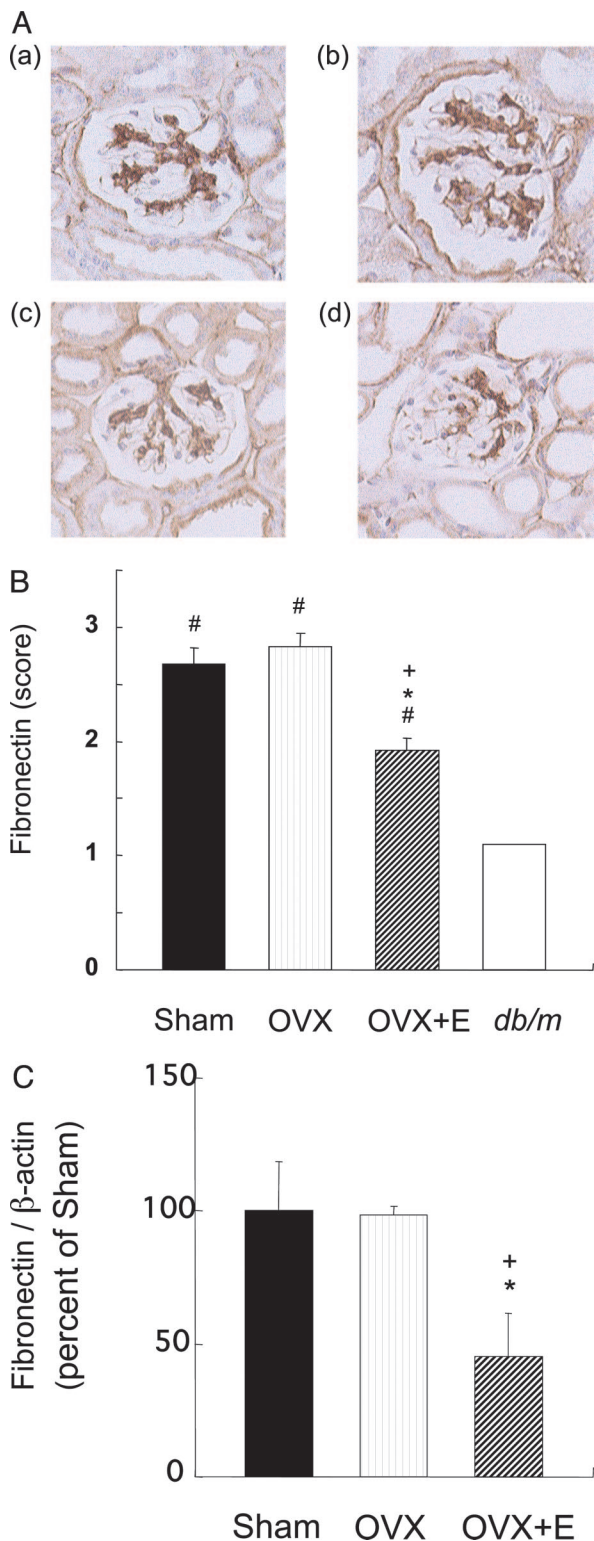 A
(a)
(b)
(c)
(d)
B
Fibronectin (score)
3
2
1
0
#
#
+
*
#
Sham OVX OVX+E db/m
C
Fibronectin / β-actin
(percent of Sham)
150
100
50
0
+
*
Sham OVX OVX+E